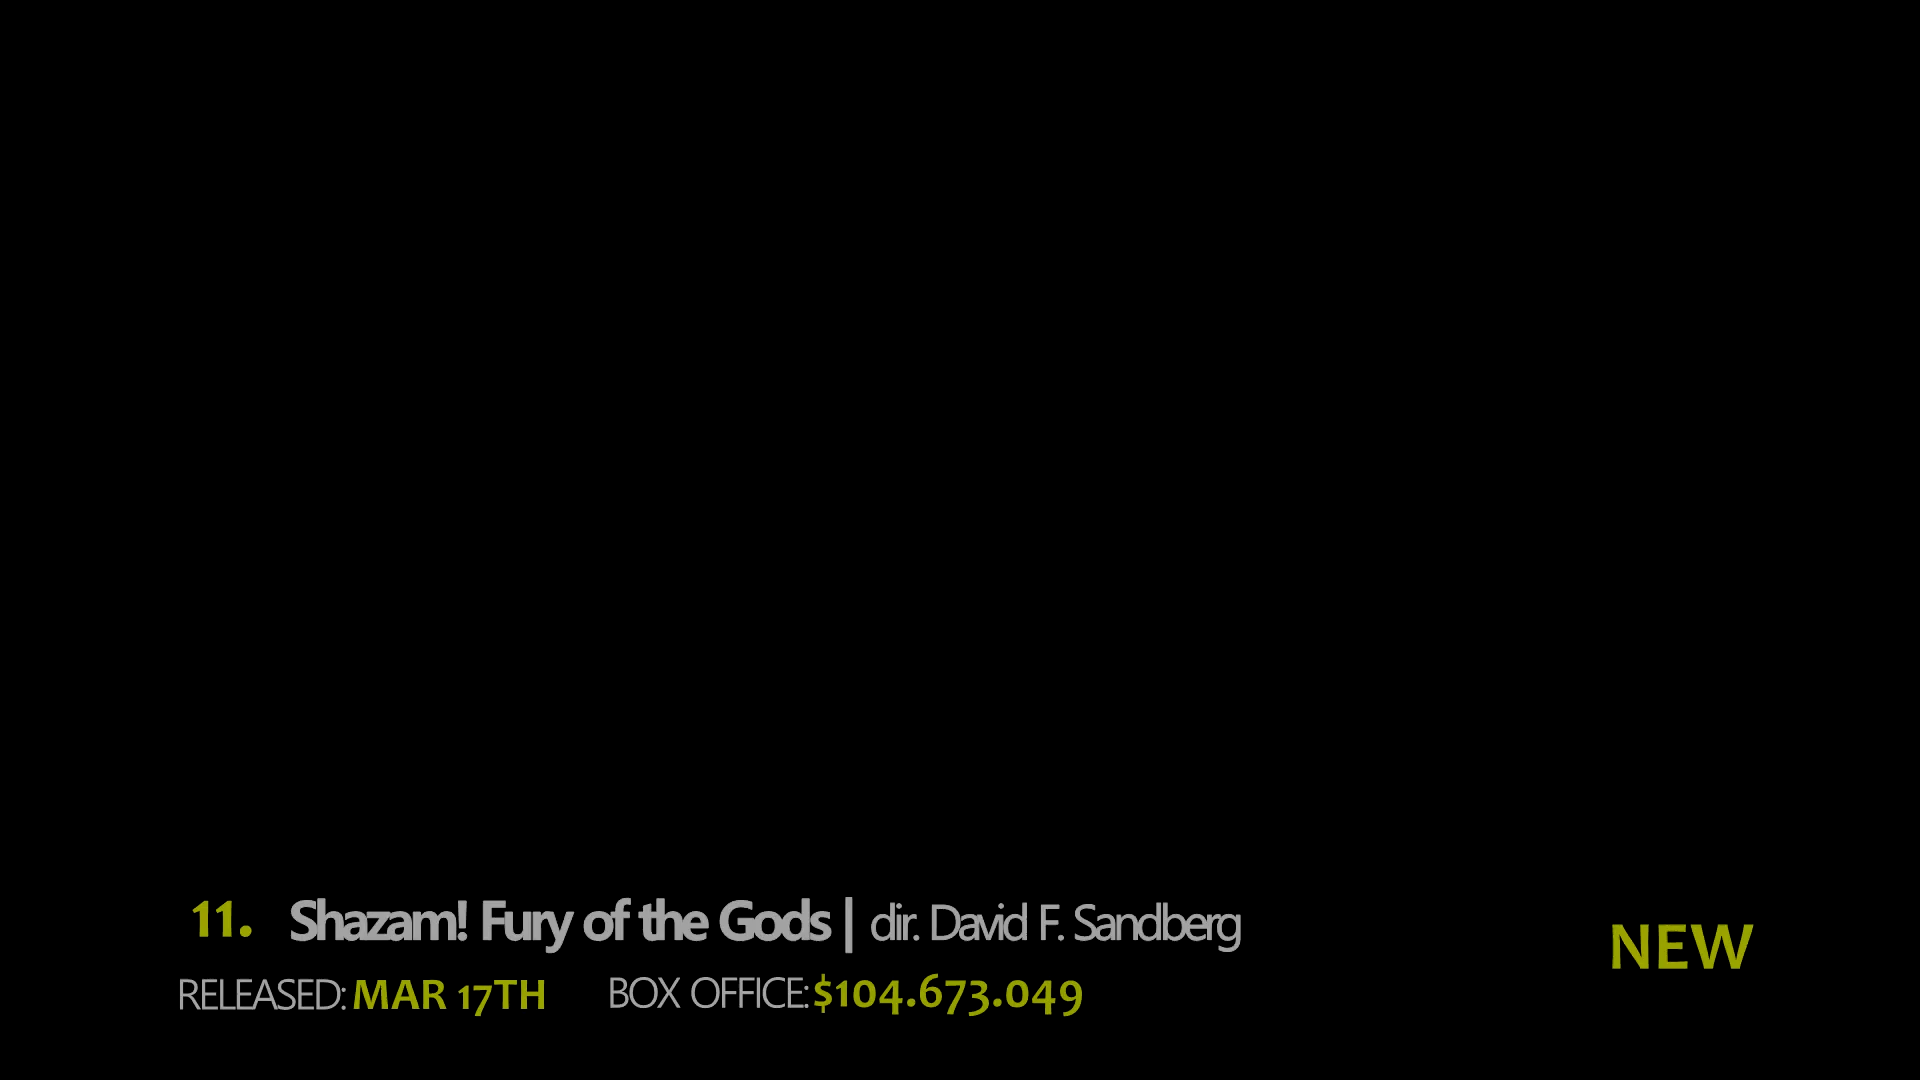 11. Shazam! Fury of the Gods | dir. David F. Sandberg
NEW
RELEASED: MAR 17TH BOX OFFICE: $104.673.049